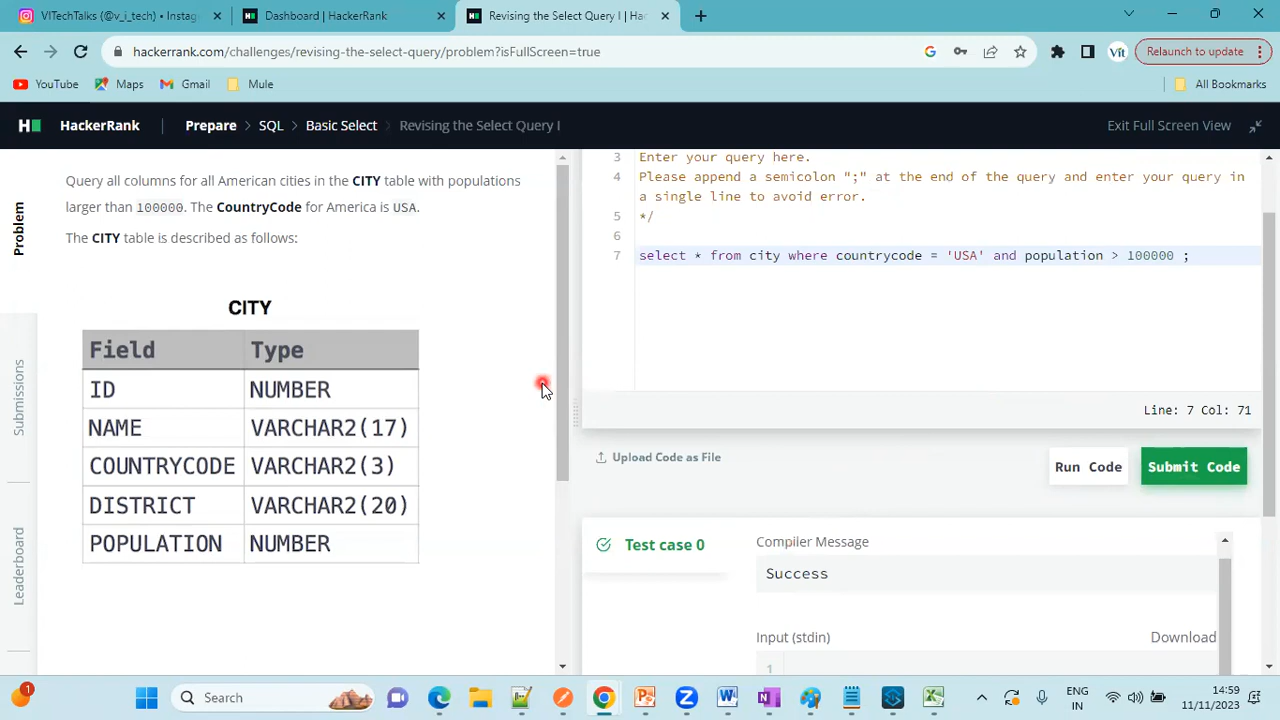 VITechTalks (@v_i_tech) • Instag
Dashboard | HackerRank
Revising the Select Query I | Hac
hackerrank.com/challenges/revising-the-select-query/problem?isFullScreen=true
Vit
Relaunch to update
YouTube
Maps
Gmail
Mule
All Bookmarks
HackerRank
Prepare > SQL > Basic Select > Revising the Select Query I
Exit Full Screen View
Problem
Submissions
Leaderboard
Query all columns for all American cities in the CITY table with populations
larger than 100000. The CountryCode for America is USA.
The CITY table is described as follows:
CITY
Field Type
ID NUMBER
NAME VARCHAR2(17)
COUNTRYCODE VARCHAR2(3)
DISTRICT VARCHAR2(20)
POPULATION NUMBER
3 Enter your query here.
4 Please append a semicolon ";" at the end of the query and enter your query in
a single line to avoid error.
5 */
6
7 select * from city where countrycode = 'USA' and population > 100000 ;
Line: 7 Col: 71
Upload Code as File
Run Code
Submit Code
Test case 0
Compiler Message
Success
Input (stdin)
Download
1
1
Search
ENG
IN
14:59
11/11/2023